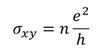 σ_xy = n e²/h